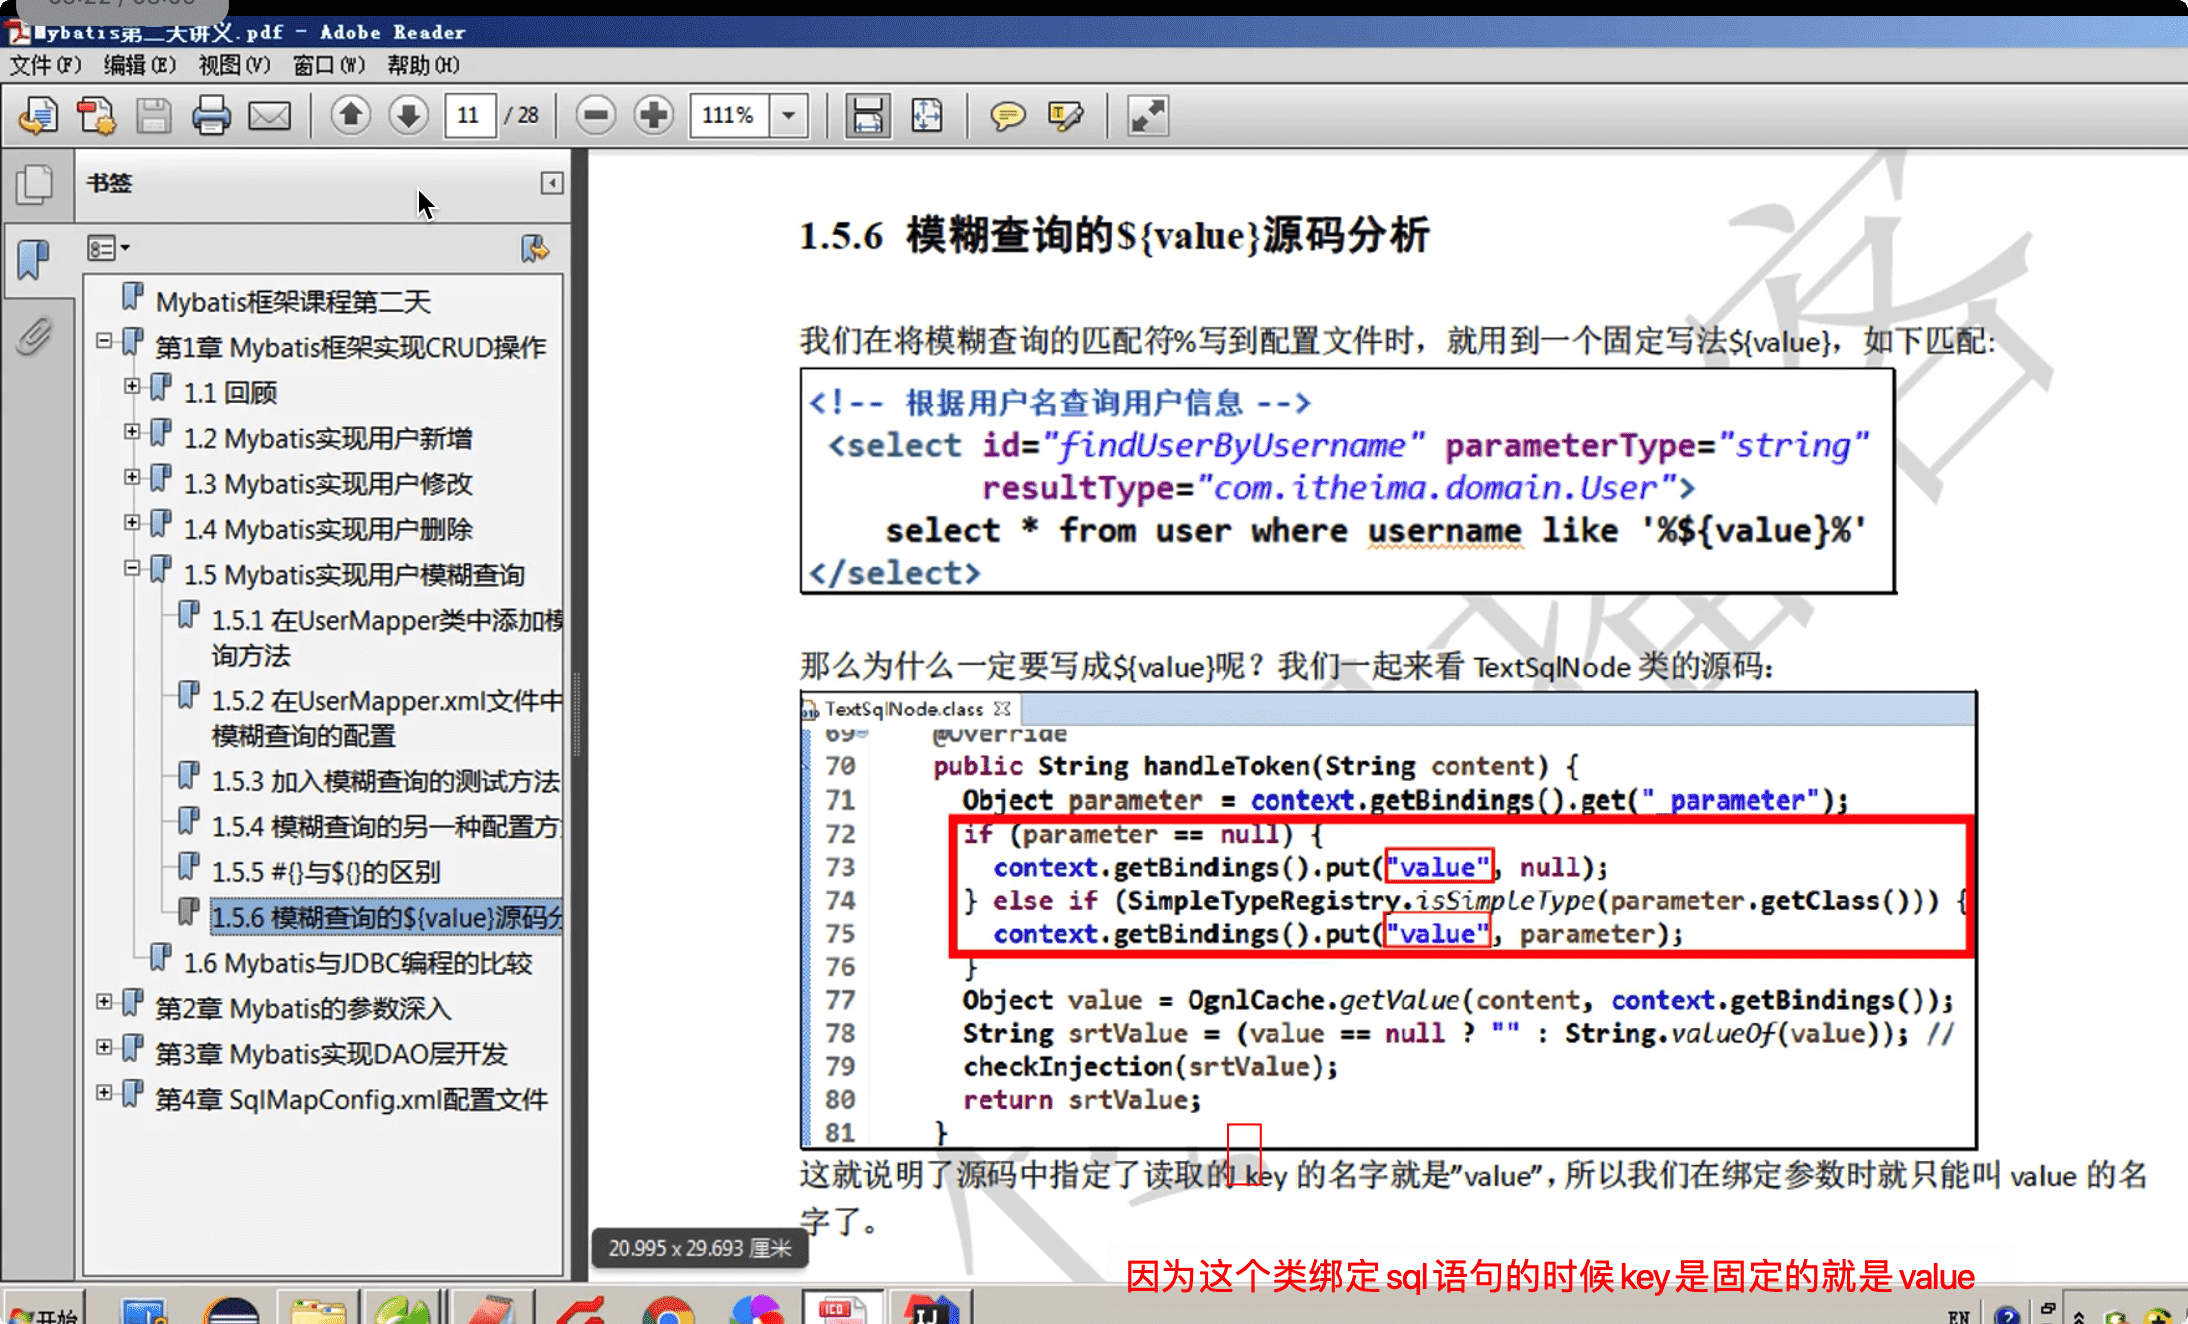 Mybatis第二天讲义.pdf - Adobe Reader
文件(F) 编辑(E) 视图(V) 窗口(W) 帮助(H)
11 / 28 111%
书签
Mybatis框架课程第二天
第1章 Mybatis框架实现CRUD操作
1.1 回顾
1.2 Mybatis实现用户新增
1.3 Mybatis实现用户修改
1.4 Mybatis实现用户删除
1.5 Mybatis实现用户模糊查询
1.5.1 在UserMapper类中添加模
询方法
1.5.2 在UserMapper.xml文件中
模糊查询的配置
1.5.3 加入模糊查询的测试方法
1.5.4 模糊查询的另一种配置方
1.5.5 #{}与${}的区别
1.5.6 模糊查询的${value}源码分
1.6 Mybatis与JDBC编程的比较
第2章 Mybatis的参数深入
第3章 Mybatis实现DAO层开发
第4章 SqlMapConfig.xml配置文件
1.5.6 模糊查询的${value}源码分析
我们在将模糊查询的匹配符%写到配置文件时，就用到一个固定写法${value}，如下匹配:
<!-- 根据用户名查询用户信息 -->
<select id="findUserByUsername" parameterType="string"
resultType="com.itheima.domain.User">
select * from user where username like '%${value}%'
</select>
那么为什么一定要写成${value}呢？我们一起来看 TextSqlNode 类的源码:
TextSqlNode.class
69 @Override
70 public String handleToken(String content) {
71 Object parameter = context.getBindings().get("_parameter");
72 if (parameter == null) {
73 context.getBindings().put("value", null);
74 } else if (SimpleTypeRegistry.isSimpleType(parameter.getClass())) {
75 context.getBindings().put("value", parameter);
76 }
77 Object value = OgnlCache.getValue(content, context.getBindings());
78 String srtValue = (value == null ? "" : String.valueOf(value)); //
79 checkInjection(srtValue);
80 return srtValue;
81 }
这就说明了源码中指定了读取的 key 的名字就是"value"，所以我们在绑定参数时就只能叫 value 的名
字了。
20.995 x 29.693 厘米
因为这个类绑定sql语句的时候key是固定的就是value
开始
EN